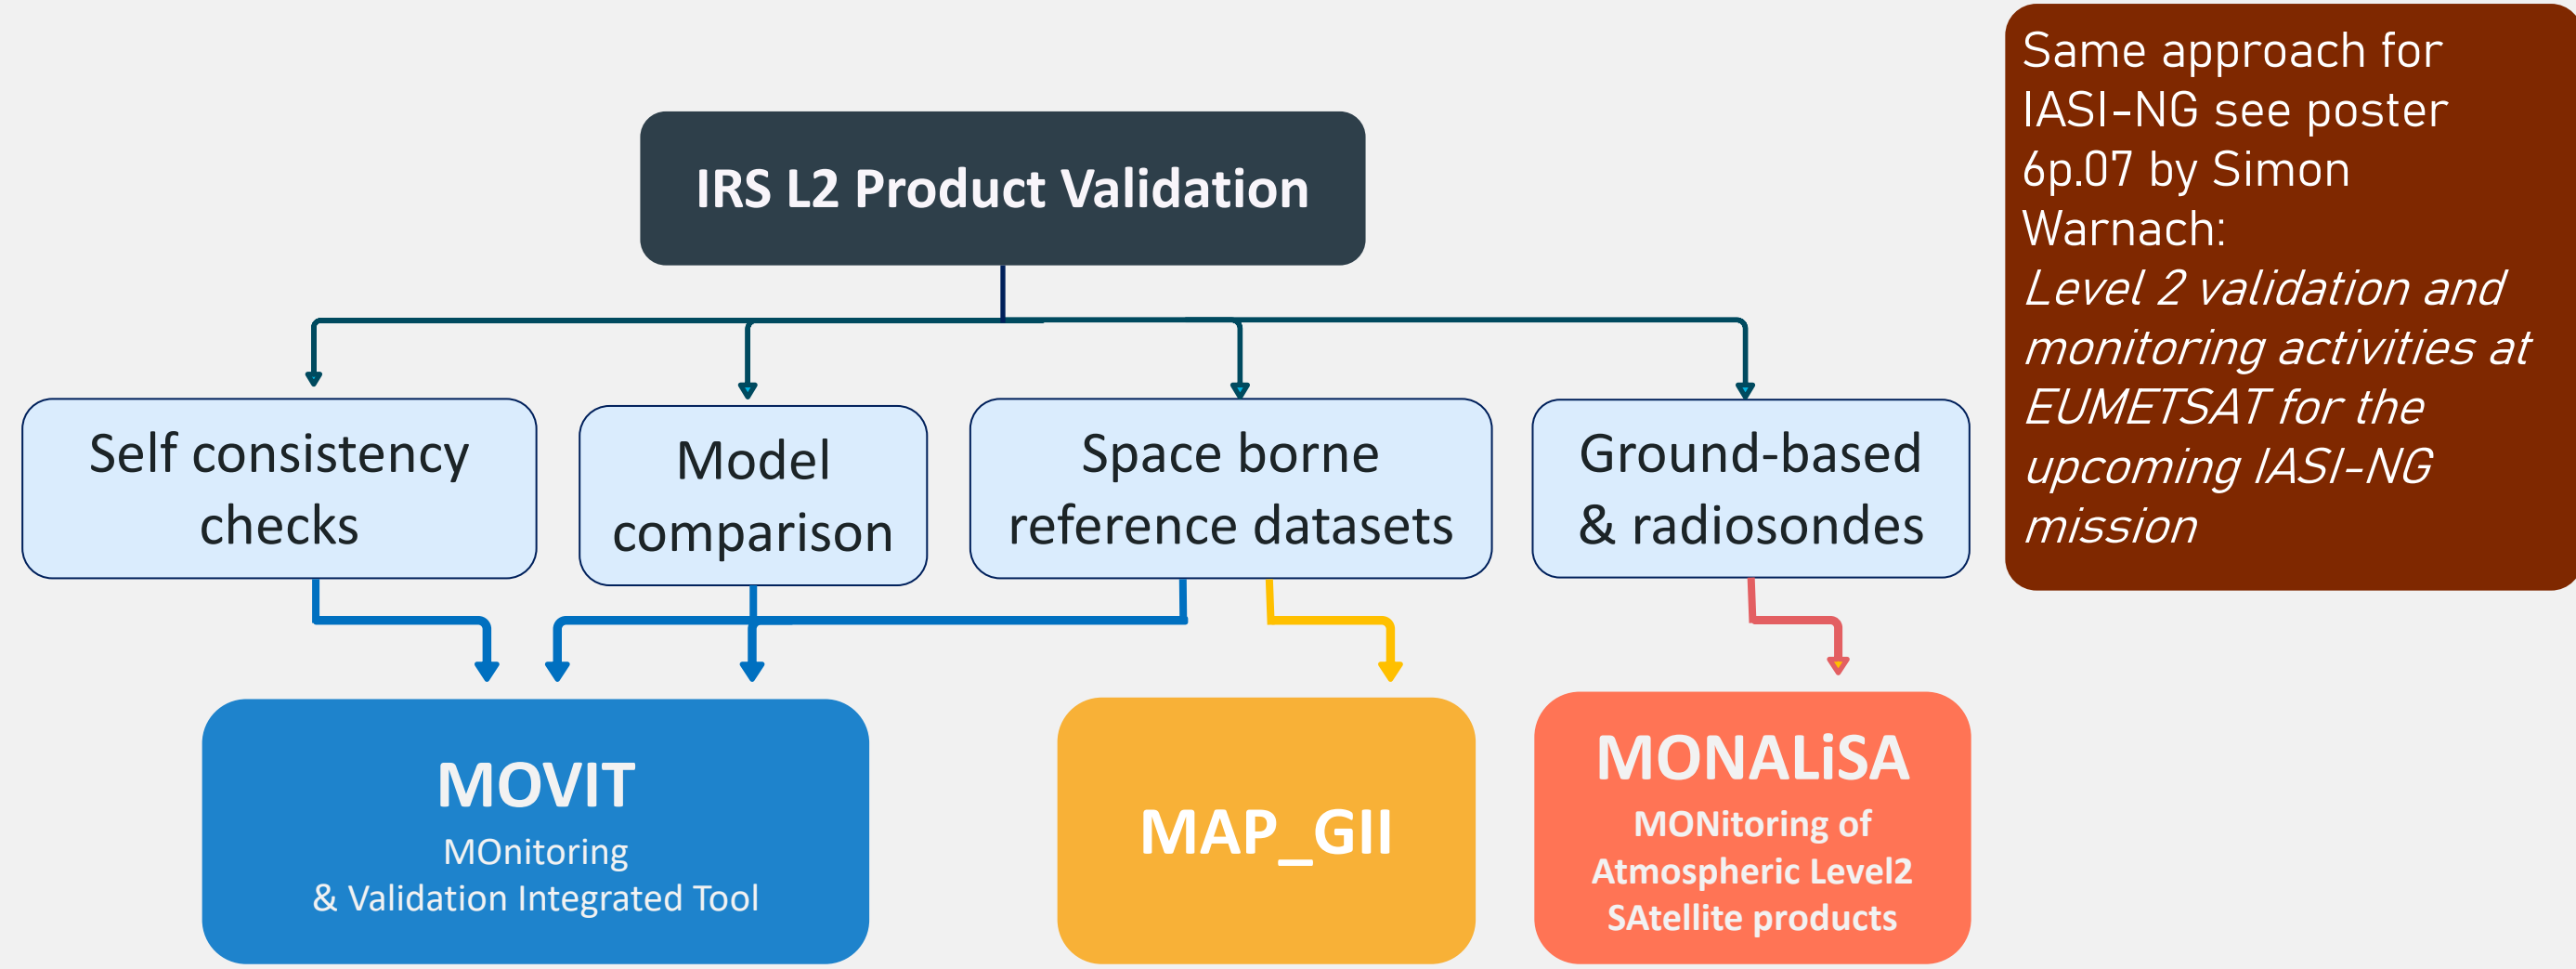 IRS L2 Product Validation
Same approach for
IASI-NG see poster
6p.07 by Simon
Warnach:
Level 2 validation and
monitoring activities at
EUMETSAT for the
upcoming IASI-NG
mission
Self consistency
checks
Model
comparison
Space borne
reference datasets
Ground-based
& radiosondes
MOVIT
MOnitoring
& Validation Integrated Tool
MAP_GII
MONALiSA
MONitoring of
Atmospheric Level2
SAtellite products